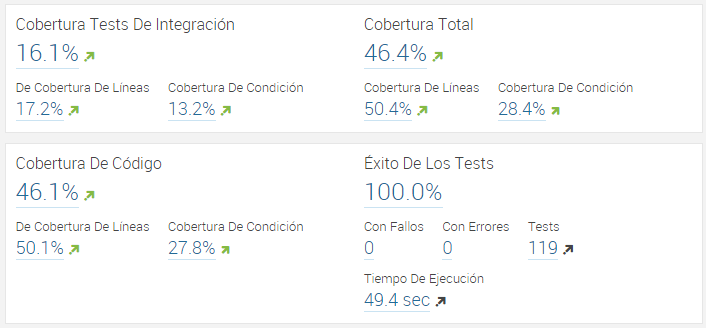 Cobertura Tests De Integración
16.1%
De Cobertura De Líneas Cobertura De Condición
17.2% 13.2%
Cobertura Total
46.4%
Cobertura De Líneas Cobertura De Condición
50.4% 28.4%
Cobertura De Código
46.1%
De Cobertura De Líneas Cobertura De Condición
50.1% 27.8%
Éxito De Los Tests
100.0%
Con Fallos Con Errores Tests
0 0 119
Tiempo De Ejecución
49.4 sec